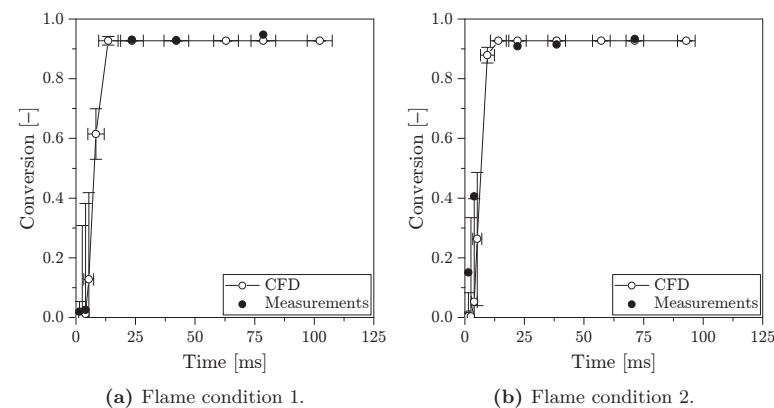 1.0
0.8
0.6
0.4
0.2
0.0
Conversion [−]
0 25 50 75 100 125
Time [ms]
CFD
Measurements
(a) Flame condition 1.
1.0
0.8
0.6
0.4
0.2
0.0
Conversion [−]
0 25 50 75 100 125
Time [ms]
CFD
Measurements
(b) Flame condition 2.